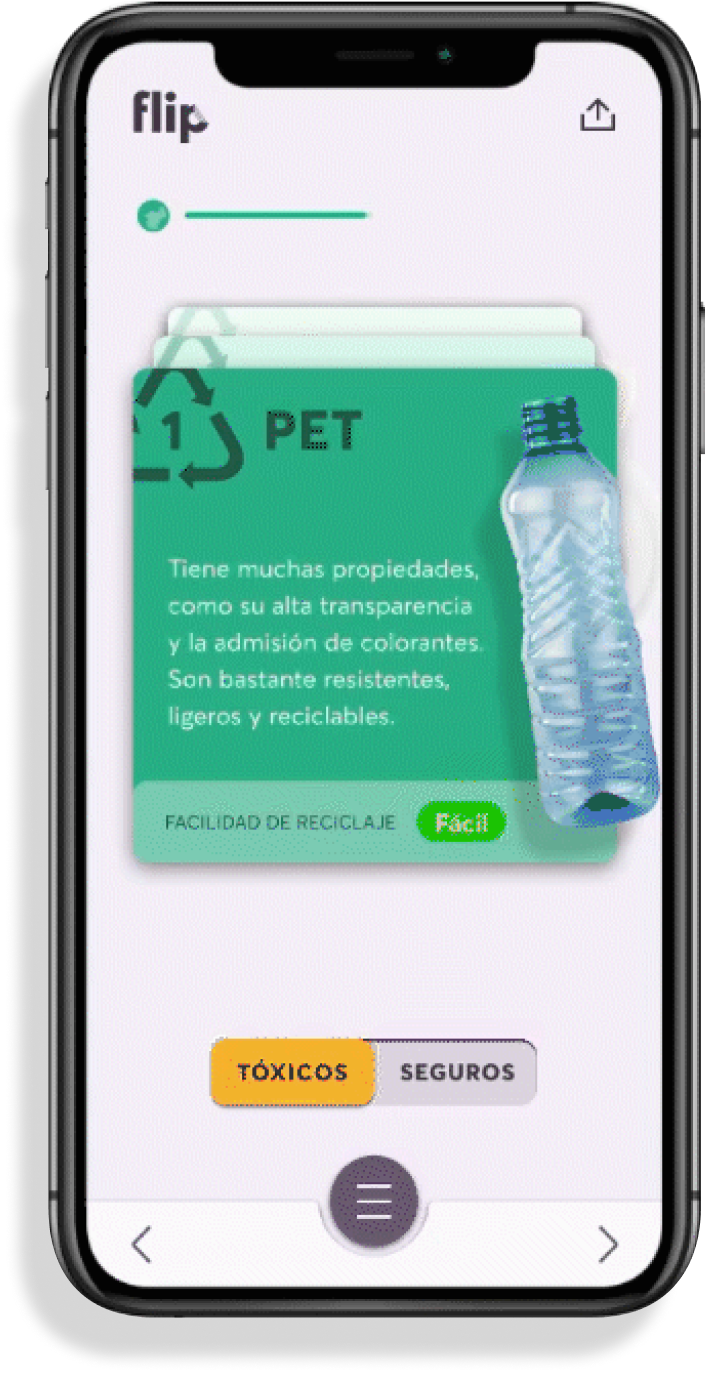 flip
1 PET
Tiene muchas propiedades,
como su alta transparencia
y la admisión de colorantes.
Son bastante resistentes,
ligeros y reciclables.
FACILIDAD DE RECICLAJE Fácil
TÓXICOS SEGUROS